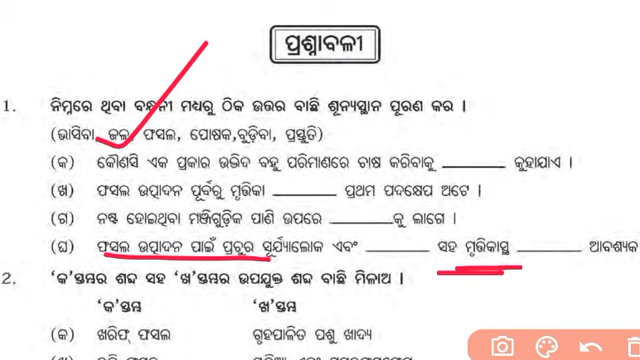 ପ୍ରଶ୍ନାବଳୀ
1. ନିମ୍ନରେ ଥିବା ବନ୍ଧନୀ ମଧ୍ୟରୁ ଠିକ ଉତ୍ତର ବାଛି ଶୂନ୍ୟସ୍ଥାନ ପୂରଣ କର ।
(ଭାସିବା, ଜଳ, ଫସଲ, ପୋଷକ,ବୁଡ଼ିବା, ପ୍ରସ୍ତୁତି)
(କ) କୌଣସି ଏକ ପ୍ରକାର ଉଦ୍ଭିଦ ବହୁ ପରିମାଣରେ ଚାଷ କରିବାକୁ ________ କୁହାଯାଏ ।
(ଖ) ଫସଲ ଉତ୍ପାଦନ ପୂର୍ବରୁ ମୃତ୍ତିକା ________ ପ୍ରଥମ ପଦକ୍ଷେପ ଅଟେ ।
(ଗ) ନଷ୍ଟ ହୋଇଥିବା ମଞ୍ଜିଗୁଡ଼ିକ ପାଣି ଉପରେ ________କୁ ଲାଗେ ।
(ଘ) ଫସଲ ଉତ୍ପାଦନ ପାଇଁ ପ୍ରଚୁର ସୂର୍ଯ୍ୟାଲୋକ ଏବଂ ________ ସହ ମୃତ୍ତିକାସ୍ଥ ________ ଆବଶ୍ୟକ
2. ‘କ’ସ୍ତମ୍ଭର ଶବ୍ଦ ସହ ‘ଖ’ସ୍ତମ୍ଭର ଉପଯୁକ୍ତ ଶବ୍ଦ ବାଛି ମିଳାଅ ।
‘କ’ସ୍ତମ୍ଭ ‘ଖ’ସ୍ତମ୍ଭ
(କ) ଖରିଫ୍ ଫସଲ ଗୃହପାଳିତ ପଶୁ ଖାଦ୍ୟ